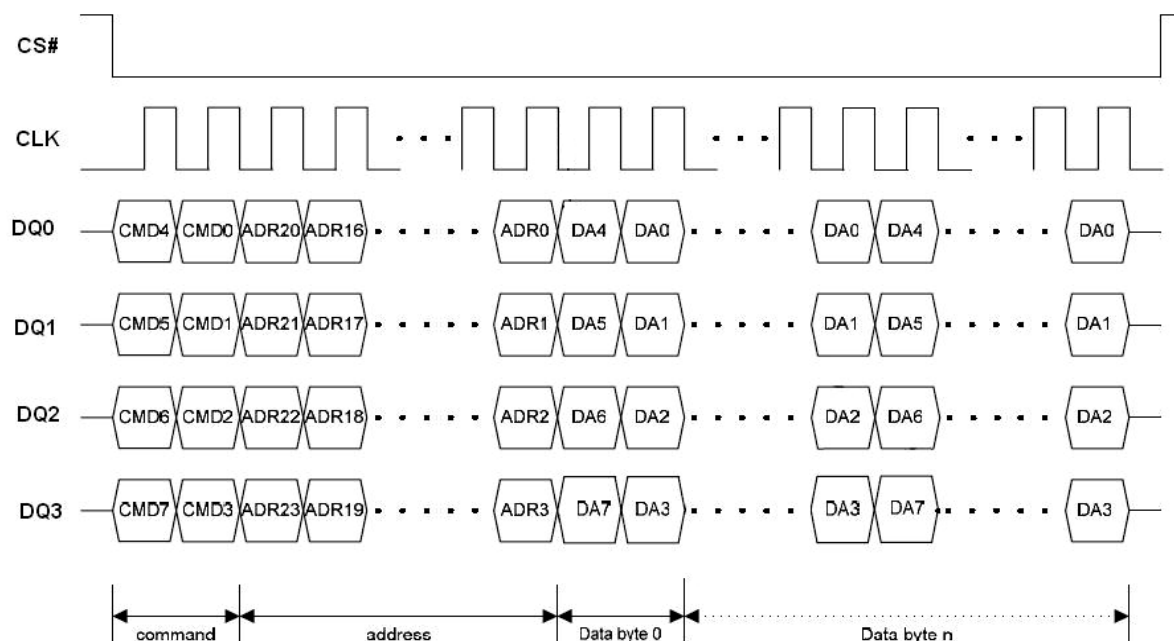 CS#
CLK
DQ0 CMD4 CMD0 ADR20 ADR16 ADR0 DA4 DA0 DA0 DA4 DA0
DQ1 CMD5 CMD1 ADR21 ADR17 ADR1 DA5 DA1 DA1 DA5 DA1
DQ2 CMD6 CMD2 ADR22 ADR18 ADR2 DA6 DA2 DA2 DA6 DA2
DQ3 CMD7 CMD3 ADR23 ADR19 ADR3 DA7 DA3 DA3 DA7 DA3
command address Data byte 0 Data byte n